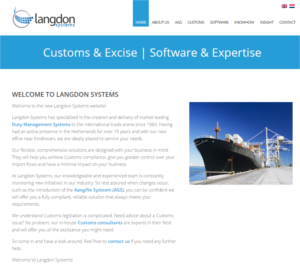 langdon
systems
HOME ABOUT US AGS CUSTOMS SOFTWARE KNOWHOW INSIGHT CONTACT
Customs & Excise | Software & Expertise
WELCOME TO LANGDON SYSTEMS
Welcome to the new Langdon Systems website!
Langdon Systems has specialised in the creation and delivery of market leading
Duty Management Systems to the international trade arena since 1984. Having
had an active presence in the Netherlands for over 15 years and with our new
office near Eindhoven; we are ideally placed to service your needs.
Our flexible, comprehensive solutions are designed with your business in mind.
They will help you achieve Customs compliance, give you greater control over your
import flows and have a minimal impact on your business.
At Langdon Systems, our knowledgeable and experienced team is constantly
monitoring new initiatives in our industry. So rest assured when changes occur,
such as the introduction of the Aangifte Systeem (AGS), you can be confident we
will offer you a fully compliant, reliable solution that always meets your
requirements.
We understand Customs legislation is complicated. Need advice about a Customs
issue? No problem, our in-house Customs consultants are experts in their field
and will offer you all the assistance you might need.
So come in and have a look around. Feel free to contact us if you need any further
help.
Welcome to Langdon Systems!